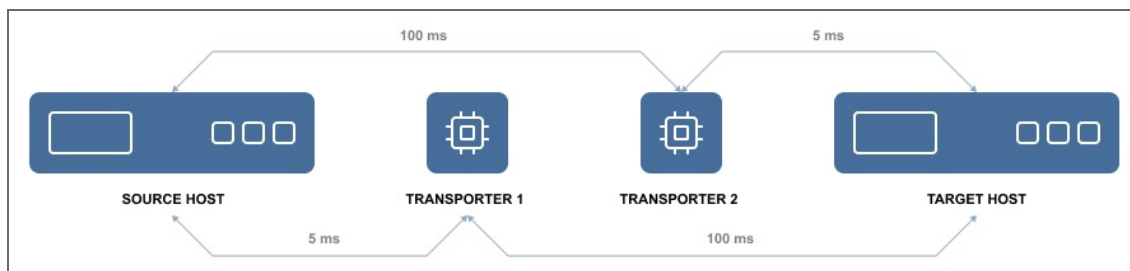 100 ms
5 ms
SOURCE HOST
TRANSPORTER 1
TRANSPORTER 2
TARGET HOST
5 ms
100 ms